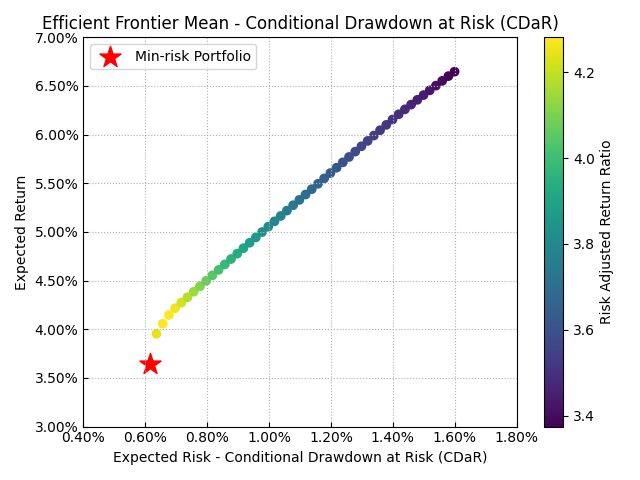 Efficient Frontier Mean - Conditional Drawdown at Risk (CDaR)
Min-risk Portfolio
7.00%
6.50%
6.00%
5.50%
5.00%
4.50%
4.00%
3.50%
3.00%
Expected Return
0.40% 0.60% 0.80% 1.00% 1.20% 1.40% 1.60% 1.80%
Expected Risk - Conditional Drawdown at Risk (CDaR)
4.2
4.0
3.8
3.6
3.4
Risk Adjusted Return Ratio